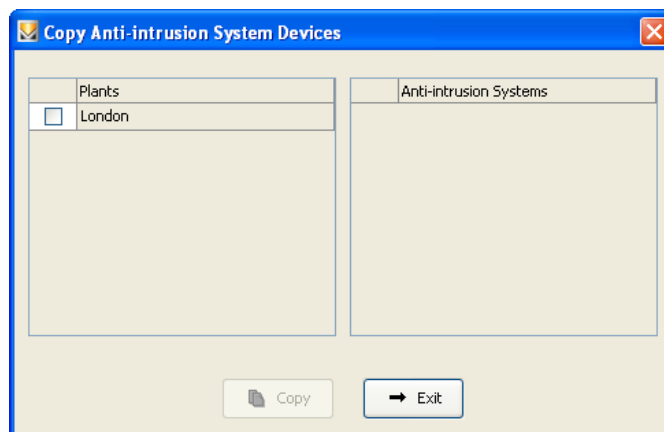 Copy Anti-intrusion System Devices
Plants
Anti-intrusion Systems
London
Copy
Exit